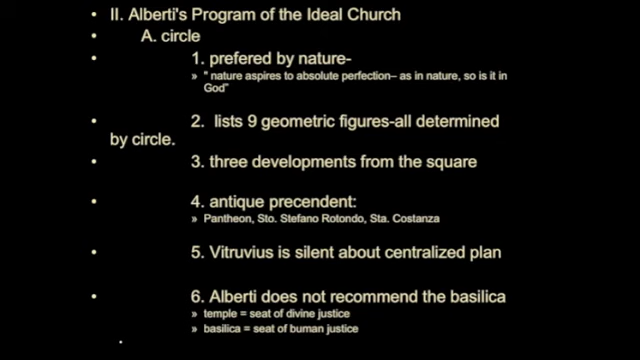 • II. Alberti's Program of the Ideal Church
• A. circle
• 1. prefered by nature-
» " nature aspires to absolute perfection– as in nature, so is it in
God"
• 2. lists 9 geometric figures-all determined
by circle.
• 3. three developments from the square
• 4. antique precendent:
» Pantheon, Sto. Stefano Rotondo, Sta. Costanza
• 5. Vitruvius is silent about centralized plan
• 6. Alberti does not recommend the basilica
» temple = seat of divine justice
» basilica = seat of human justice
•